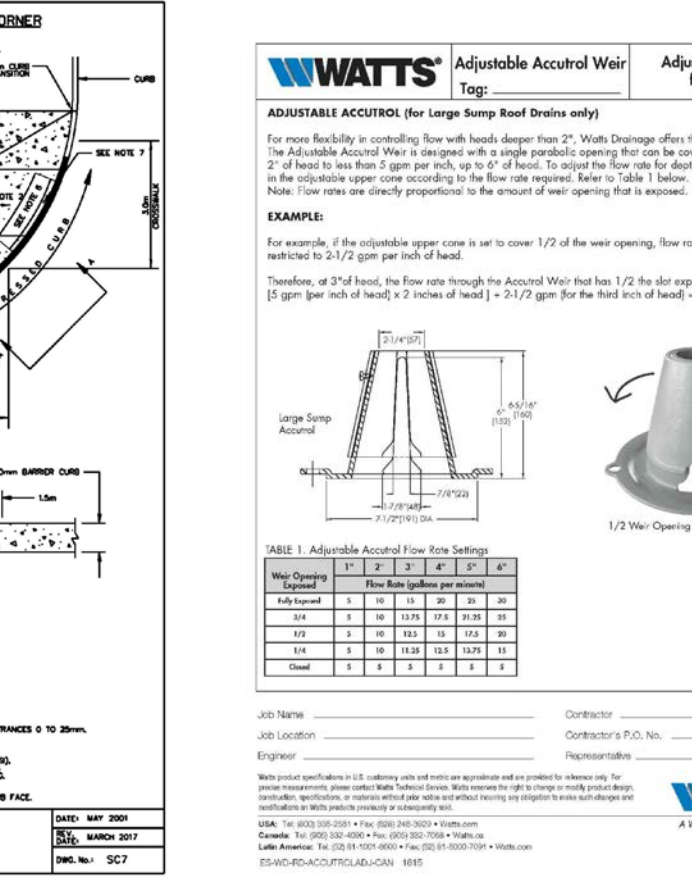 ORNER
CURB
CURB
SEE NOTE 7
SEE NOTE 8
3.0m
CROSSWALK
RESSED CURB
A
BARRIER CURB
1.5m
TRANCES 0 TO 25mm.
FACE.
DATE: MAY 2001
REV. DATE: MARCH 2017
DWG. No.: SC7
WATTS®
Adjustable Accutrol Weir
Tag:
Adju
ADJUSTABLE ACCUTROL (for Large Sump Roof Drains only)
For more flexibility in controlling flow with heads deeper than 2", Watts Drainage offers t
The Adjustable Accutrol Weir is designed with a single parabolic opening that can be co
2" of head to less than 5 gpm per inch, up to 6" of head. To adjust the flow rate for dept
in the adjustable upper cone according to the flow rate required. Refer to Table 1 below.
Note: Flow rates are directly proportional to the amount of weir opening that is exposed.
EXAMPLE:
For example, if the adjustable upper cone is set to cover 1/2 of the weir opening, flow ra
restricted to 2-1/2 gpm per inch of head.
Therefore, at 3"of head, the flow rate through the Accutrol Weir that has 1/2 the slot exp
[5 gpm (per inch of head) x 2 inches of head ] + 2-1/2 gpm (for the third inch of head)
2-1/4"(57)
Large Sump
Accutrol
6"
(152)
6-5/16"
(160)
7/8"(22)
1-7/8"(48)
7-1/2"(191) DIA.
1/2 Weir Opening
TABLE 1. Adjustable Accutrol Flow Rate Settings
Weir Opening Exposed 1" 2" 3" 4" 5" 6"
Flow Rate (gallons per minute)
Fully Exposed 5 10 15 20 25 30
3/4 5 10 13.75 17.5 21.25 25
1/2 5 10 12.5 15 17.5 20
1/4 5 10 11.25 12.5 13.75 15
Closed 5 5 5 5 5 5
Job Name
Contractor
Job Location
Contractor's P.O. No.
Engineer
Representative
Watts product specifications in U.S. customary units and metric are approximate and are provided for reference only. For
precise measurements, please contact Watts Technical Service. Watts reserves the right to change or modify product design,
construction, specifications, or materials without prior notice and without incurring any obligation to make such changes and
modifications on Watts products previously or subsequently sold.
USA: Tel: (800) 338-2581 • Fax: (828) 248-3929 • Watts.com
Canada: Tel: (905) 332-4090 • Fax: (905) 332-7068 • Watts.ca
Latin America: Tel: (52) 81-1001-8600 • Fax: (52) 81-8000-7091 • Watts.com
A W
ES-WD-RD-ACCUTROLADJ-CAN 1615